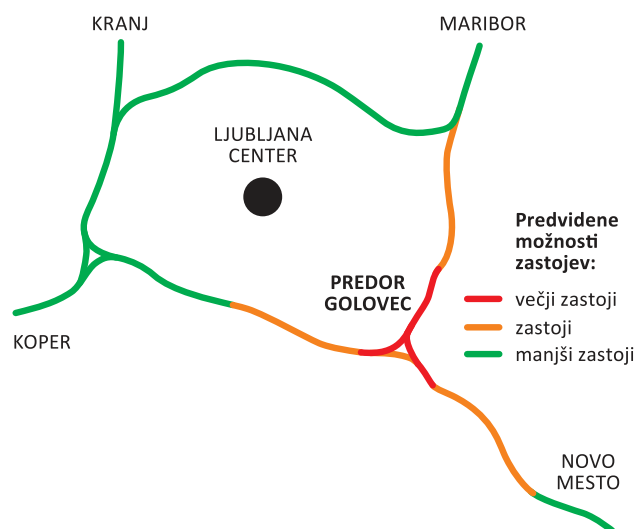 KRANJ
MARIBOR
LJUBLJANA
CENTER
Predvidene
možnosti
zastojev:
PREDOR
GOLOVEC
večji zastoji
zastoji
manjši zastoji
KOPER
NOVO
MESTO